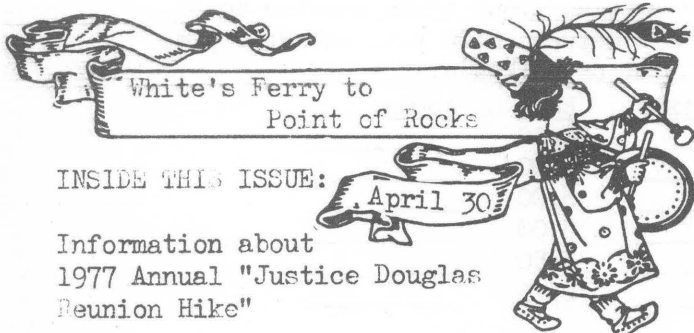 White's Ferry to
Point of Rocks
INSIDE THIS ISSUE:
April 30
Information about
1977 Annual "Justice Douglas
Reunion Hike"